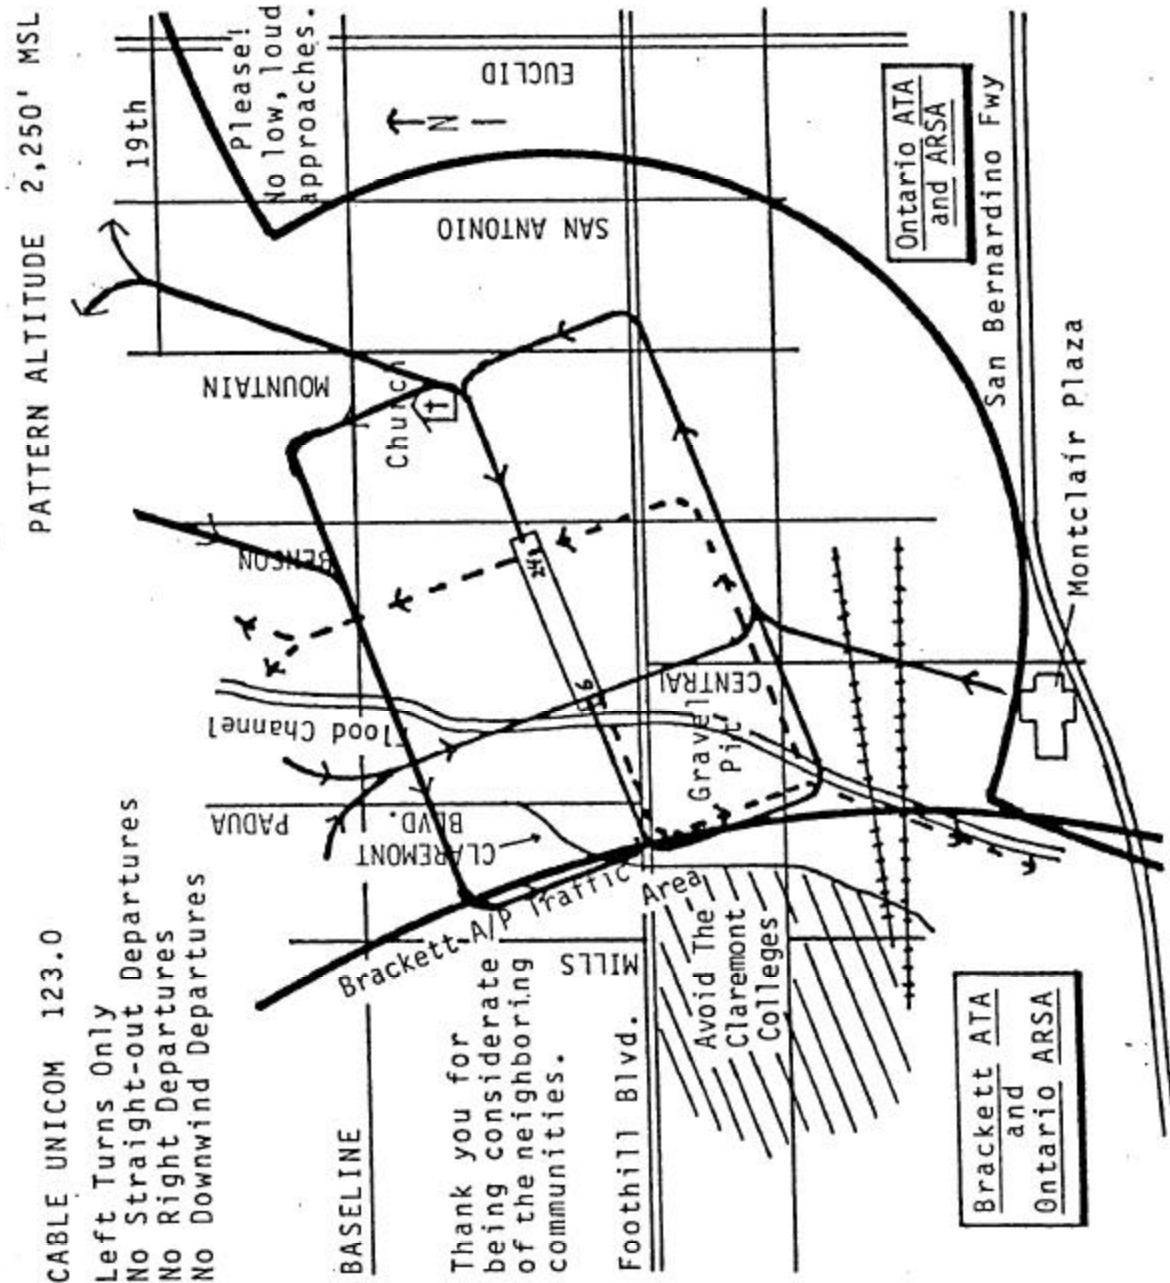 CABLE UNICOM 123.0
PATTERN ALTITUDE 2,250' MSL
Left Turns Only
No Straight-out Departures
No Right Departures
No Downwind Departures
19th
Please!
No low, loud
approaches.
N
EUCLID
SAN ANTONIO
MOUNTAIN
Church
BENSON
24
6
Flood Channel
PADUA
BLVD.
CLAREMONT
CENTRAL
Gravel
Pit
BASELINE
Brackett A/P Traffic Area
MILLS
Thank you for
being considerate
of the neighboring
communities.
Foothill Blvd.
Avoid The
Claremont
Colleges
Ontario ATA
and ARSA
San Bernardino Fwy
Montclair Plaza
Brackett ATA
and
Ontario ARSA